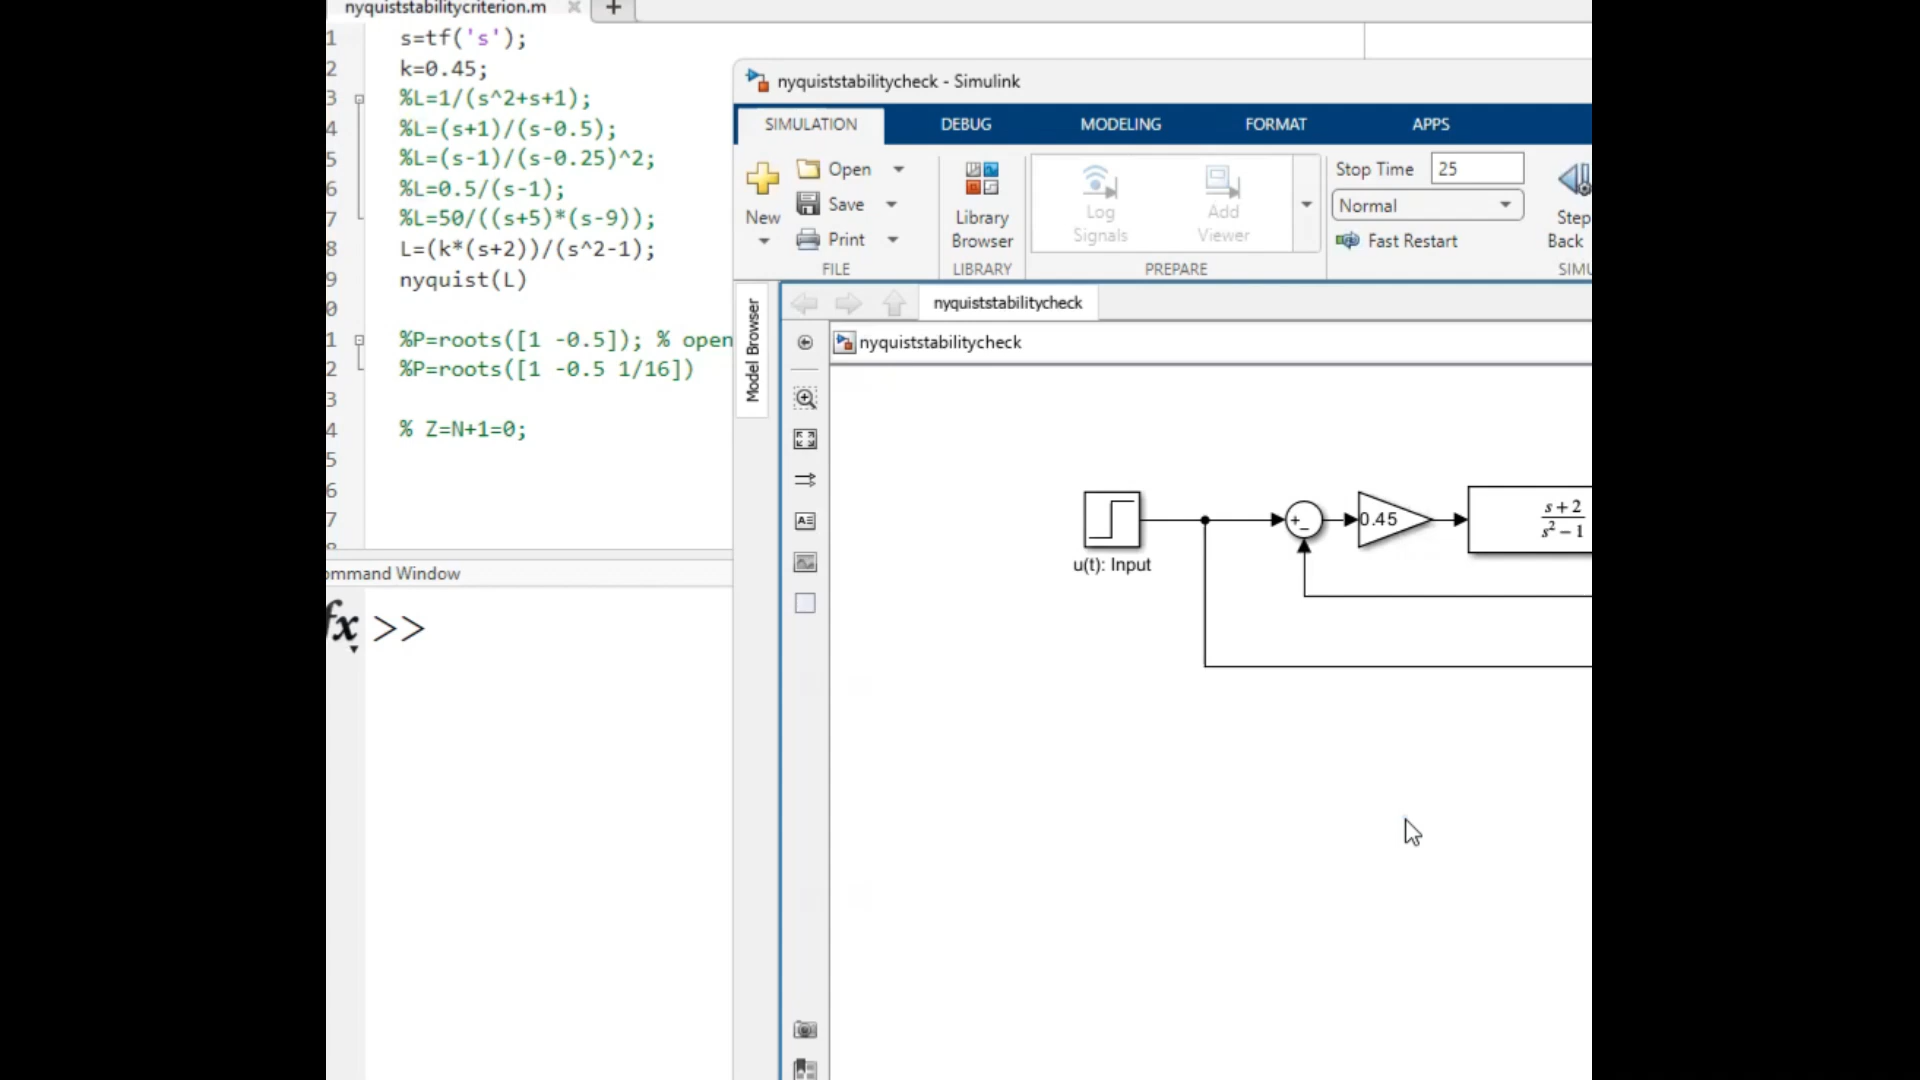 nyquiststabilitycriterion.m
1 s=tf('s');
2 k=0.45;
3 %L=1/(s^2+s+1);
4 %L=(s+1)/(s-0.5);
5 %L=(s-1)/(s-0.25)^2;
6 %L=0.5/(s-1);
7 %L=50/((s+5)*(s-9));
8 L=(k*(s+2))/(s^2-1);
9 nyquist(L)
0
1 %P=roots([1 -0.5]); % open
2 %P=roots([1 -0.5 1/16])
3
4 % Z=N+1=0;
5
6
7
ommand Window
fx >>
nyquiststabilitycheck - Simulink
SIMULATION DEBUG MODELING FORMAT APPS
New
Open
Save
Print
FILE
Library
Browser
LIBRARY
Log
Signals
Add
Viewer
PREPARE
Stop Time 25
Normal
Fast Restart
Step
Back
SIMU
Model Browser
nyquiststabilitycheck
nyquiststabilitycheck
u(t): Input
+
-
0.45
s+2
s²-1